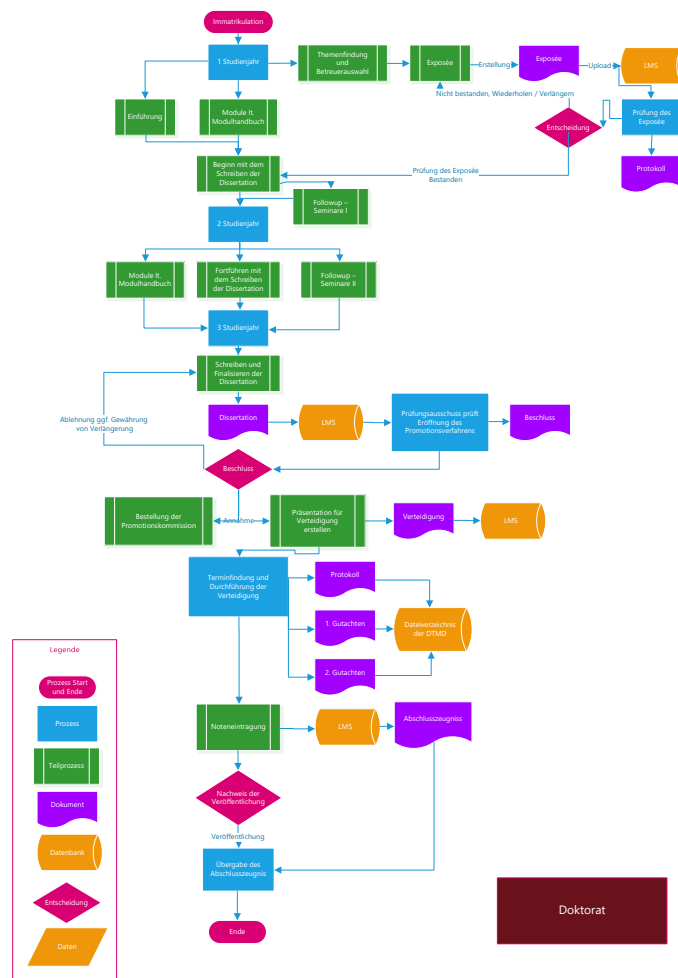 Immatrikulation
1 Studienjahr
Themenfindung
und
Betreuerauswahl
Exposée
Erstellung
Exposée
Upload
LMS
Nicht bestanden, Wiederholen / Verlängern
Einführung
Module lt.
Modulhandbuch
Entscheidung
Prüfung des
Exposée
Protokoll
Beginn mit dem
Schreiben der
Dissertation
Prüfung des Exposée
Bestanden
Followup –
Seminare I
2 Studienjahr
Module lt.
Modulhandbuch
Fortführen mit
dem Schreiben
der Dissertation
Followup –
Seminare II
3 Studienjahr
Schreiben und
Finalisieren der
Dissertation
Ablehnung ggf. Gewährung
von Verlängerung
Dissertation
LMS
Prüfungsausschuss prüft
Eröffnung des
Promotionsverfahrens
Beschluss
Beschluss
Bestellung der
Promotionskommission
Annahme
Präsentation für
Verteidigung
erstellen
Verteidigung
LMS
Terminfindung und
Durchführung der
Verteidigung
Protokoll
1. Gutachten
Dateiverzeichnis
der DTMD
2. Gutachten
Noteneintragung
LMS
Abschlusszeugniss
Nachweis der
Veröffentlichung
Veröffentlichung
Übergabe des
Abschlusszeugnis
Ende
Legende
Prozess Start
und Ende
Prozess
Teilprozess
Dokument
Datenbank
Entscheidung
Daten
Doktorat